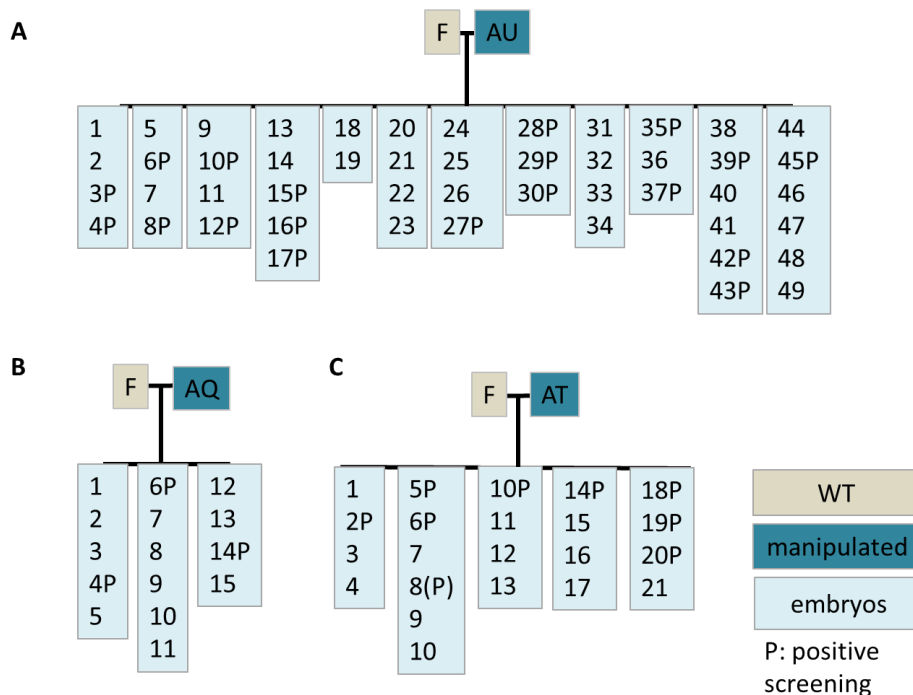 A
F
AU
1
2
3P
4P
5
6P
7
8P
9
10P
11
12P
13
14
15P
16P
17P
18
19
20
21
22
23
24
25
26
27P
28P
29P
30P
31
32
33
34
35P
36
37P
38
39P
40
41
42P
43P
44
45P
46
47
48
49
B
F
AQ
1
2
3
4P
5
6P
7
8
9
10
11
12
13
14P
15
C
F
AT
1
2P
3
4
5P
6P
7
8(P)
9
10
10P
11
12
13
14P
15
16
17
18P
19P
20P
21
WT
manipulated
embryos
P: positive
screening